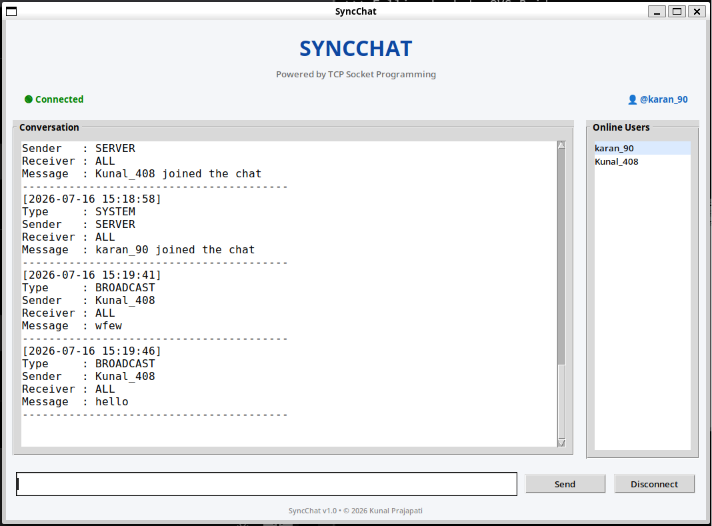 SyncChat
SYNCCHAT
Powered by TCP Socket Programming
Connected
@karan_90
Conversation
Sender   : SERVER
Receiver : ALL
Message  : Kunal_408 joined the chat
----------------------------------------
[2026-07-16 15:18:58]
Type     : SYSTEM
Sender   : SERVER
Receiver : ALL
Message  : karan_90 joined the chat
----------------------------------------
[2026-07-16 15:19:41]
Type     : BROADCAST
Sender   : Kunal_408
Receiver : ALL
Message  : wfew
----------------------------------------
[2026-07-16 15:19:46]
Type     : BROADCAST
Sender   : Kunal_408
Receiver : ALL
Message  : hello
----------------------------------------
Online Users
karan_90
Kunal_408
Send
Disconnect
SyncChat v1.0 • © 2026 Kunal Prajapati